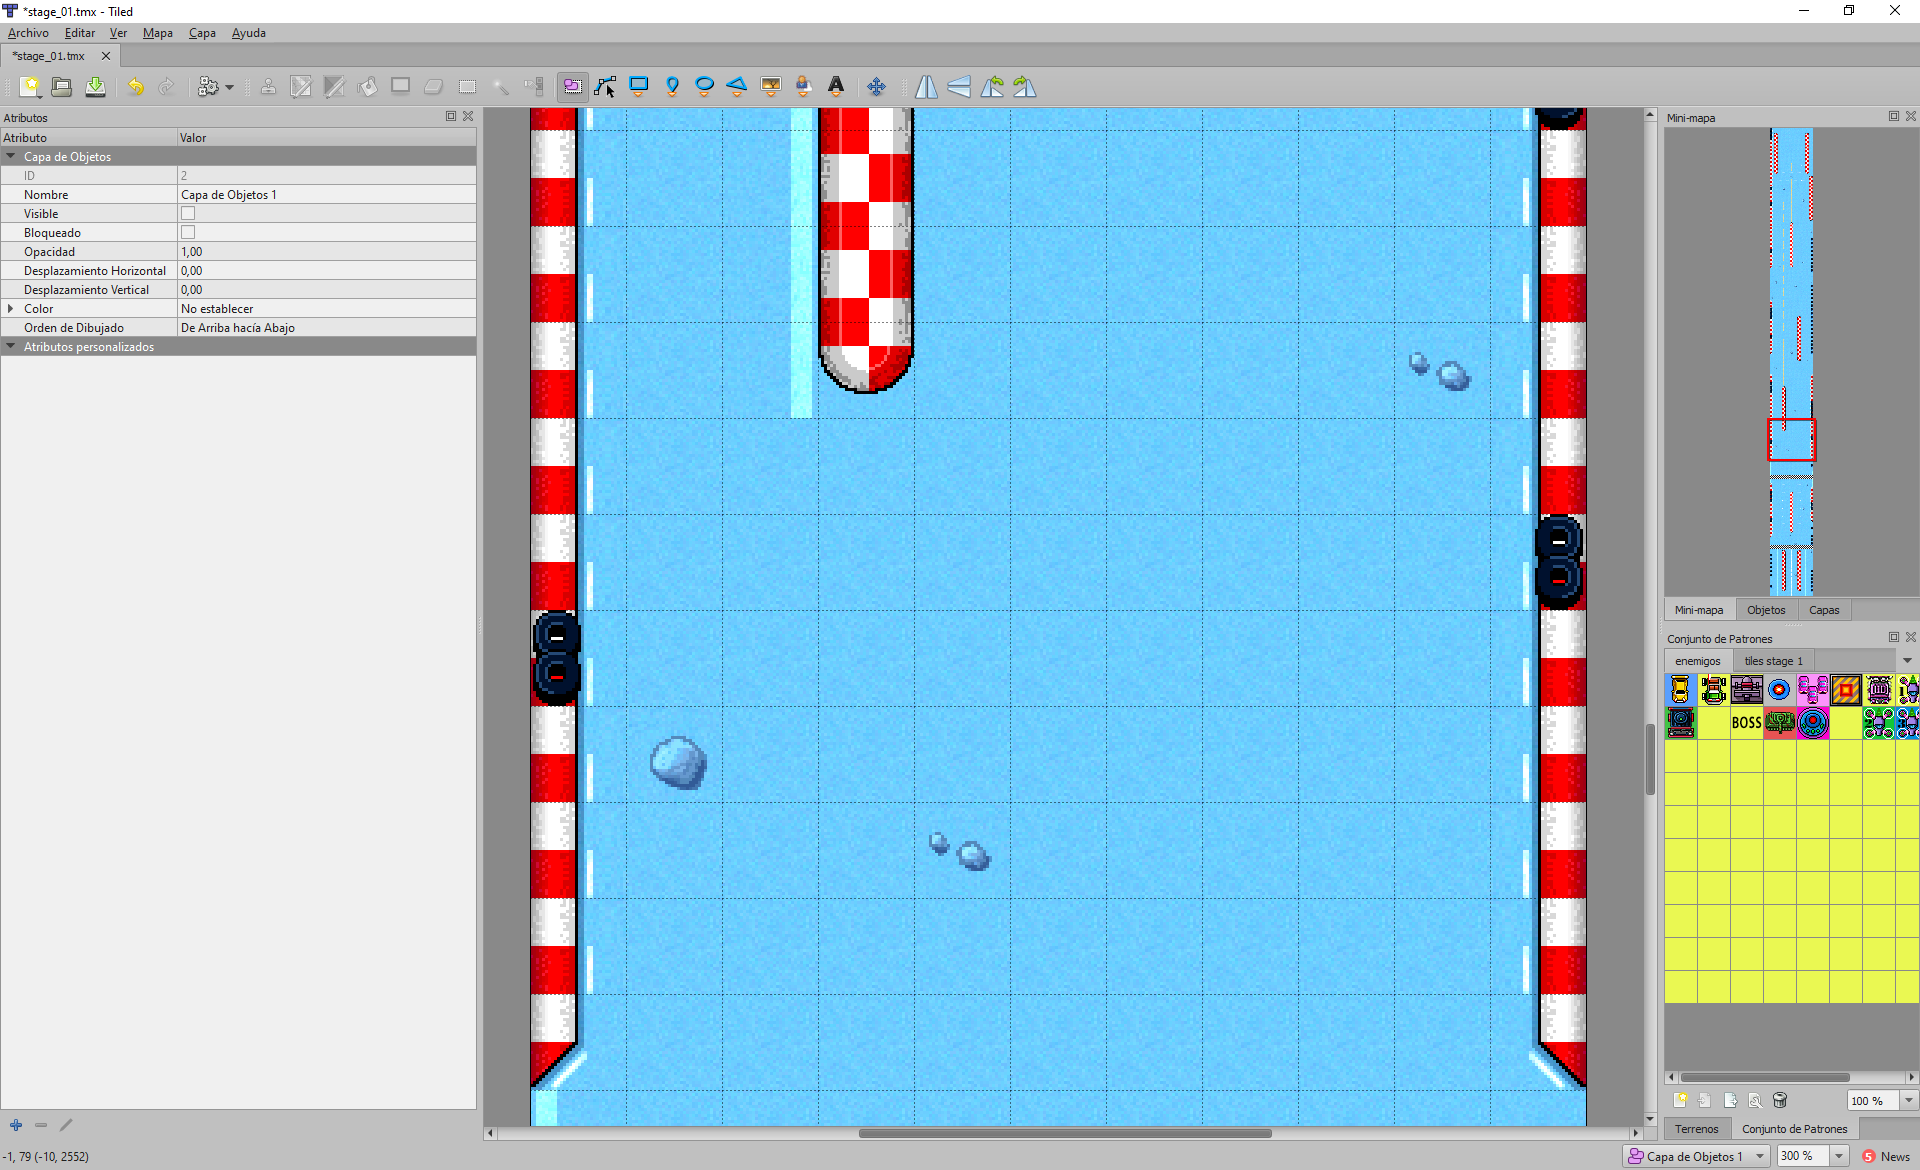 *stage_01.tmx - Tiled
Archivo Editar Ver Mapa Capa Ayuda
*stage_01.tmx
Atributos
Atributo Valor
Capa de Objetos
ID 2
Nombre Capa de Objetos 1
Visible
Bloqueado
Opacidad 1,00
Desplazamiento Horizontal 0,00
Desplazamiento Vertical 0,00
Color No establecer
Orden de Dibujado De Arriba hacía Abajo
Atributos personalizados
Mini-mapa
Mini-mapa Objetos Capas
Conjunto de Patrones
enemigos tiles stage 1
BOSS
100 %
Terrenos Conjunto de Patrones
-1, 79 (-10, 2552)
Capa de Objetos 1 300 % 5 News